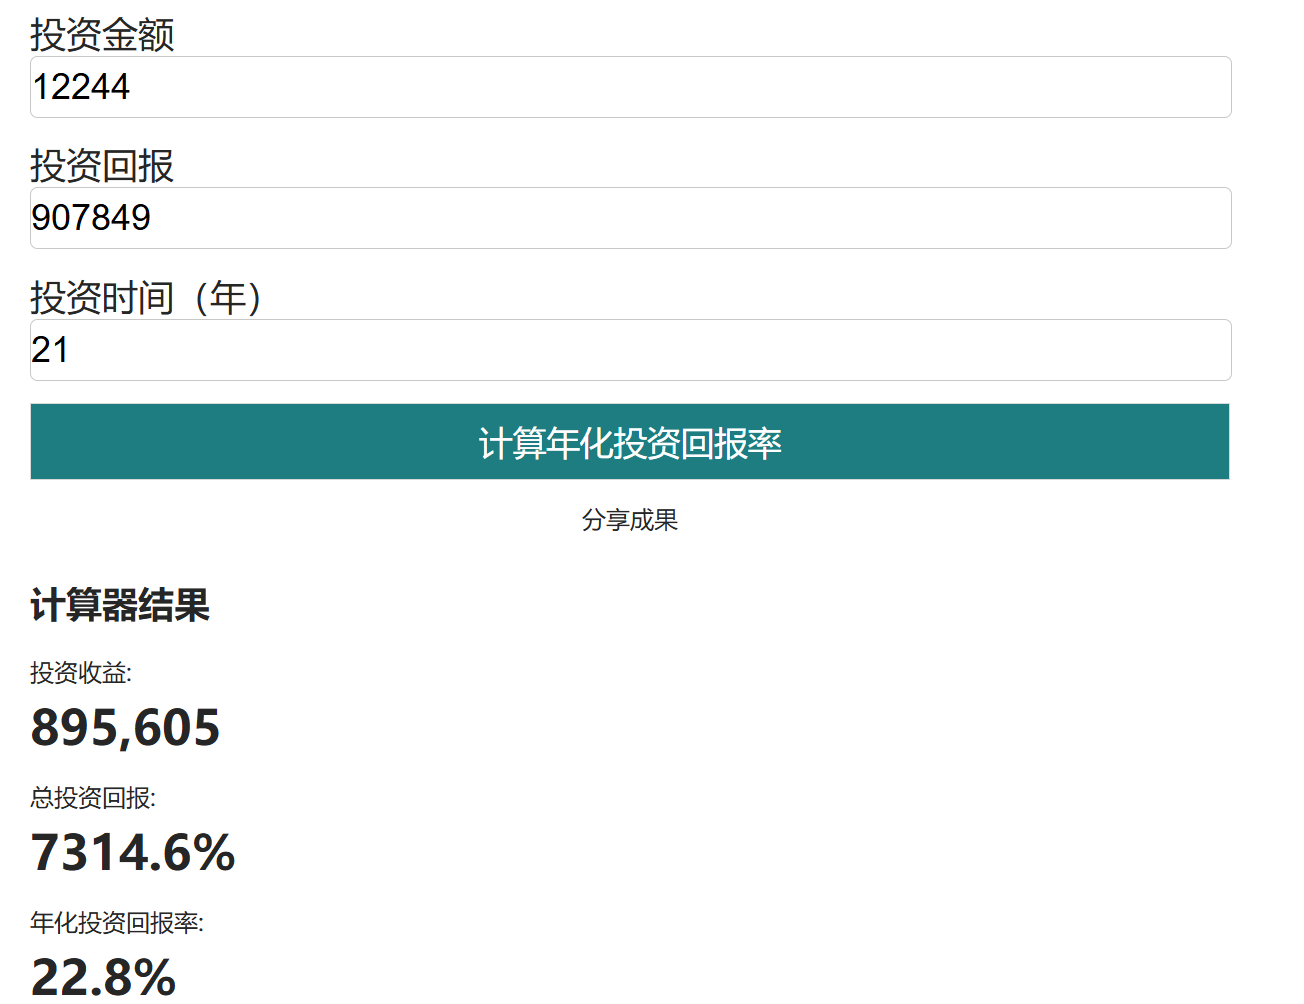 投资金额
12244
投资回报
907849
投资时间（年）
21
计算年化投资回报率
分享成果
计算器结果
投资收益:
895,605
总投资回报:
7314.6%
年化投资回报率:
22.8%